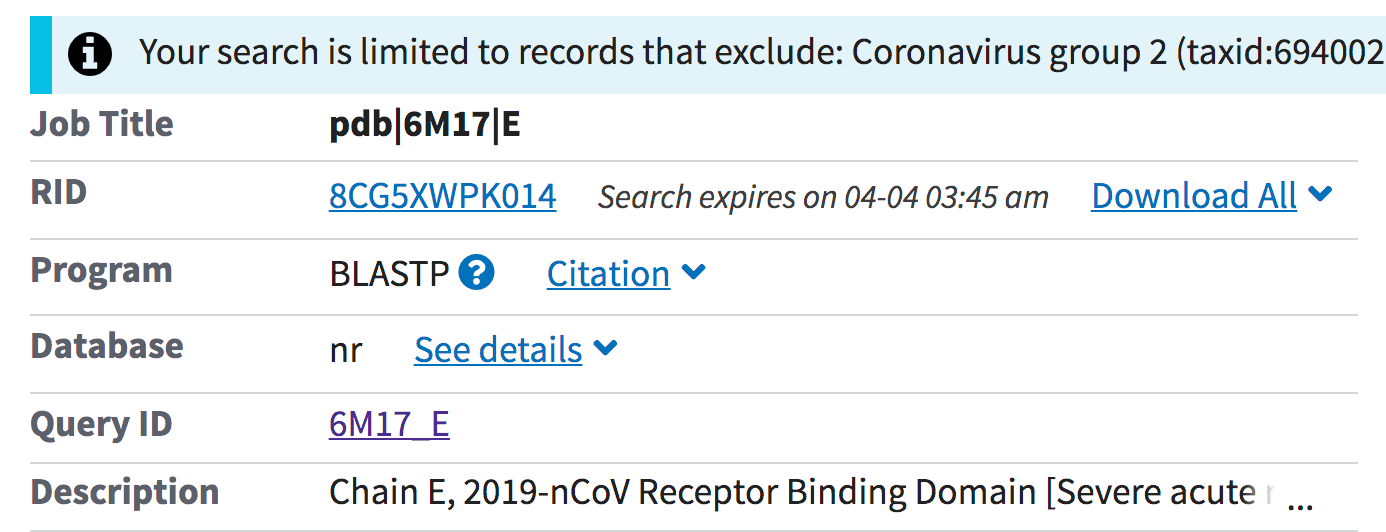 Your search is limited to records that exclude: Coronavirus group 2 (taxid:694002
Job Title pdb|6M17|E
RID 8CG5XWPK014 Search expires on 04-04 03:45 am Download All
Program BLASTP ? Citation
Database nr See details
Query ID 6M17_E
Description Chain E, 2019-nCoV Receptor Binding Domain [Severe acute ...